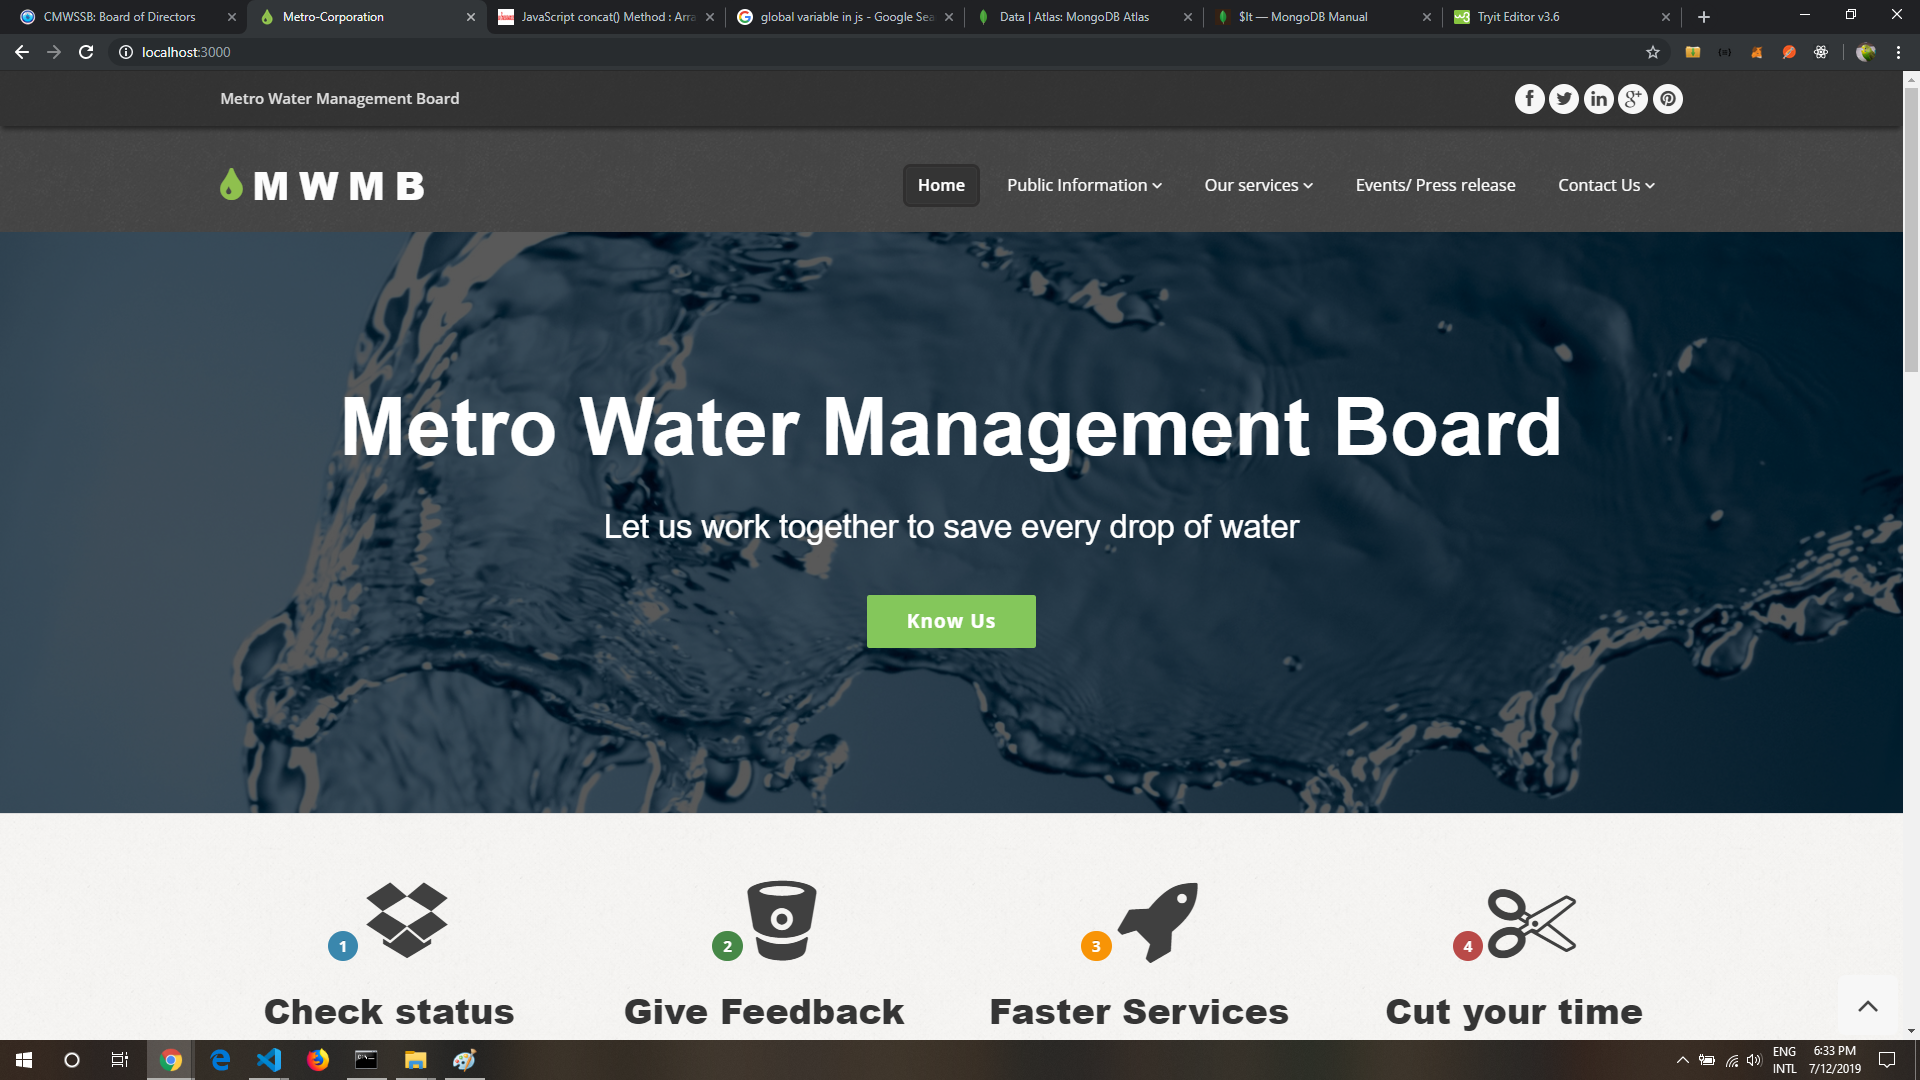 CMWSSB: Board of Directors
Metro-Corporation
JavaScript concat() Method : Arra
global variable in js - Google Sea
Data | Atlas: MongoDB Atlas
$lt — MongoDB Manual
Tryit Editor v3.6
localhost:3000
Metro Water Management Board
MWMB
Home
Public Information
Our services
Events/ Press release
Contact Us
Metro Water Management Board
Let us work together to save every drop of water
Know Us
1
2
3
4
Check status
Give Feedback
Faster Services
Cut your time
ENG
INTL
6:33 PM
7/12/2019